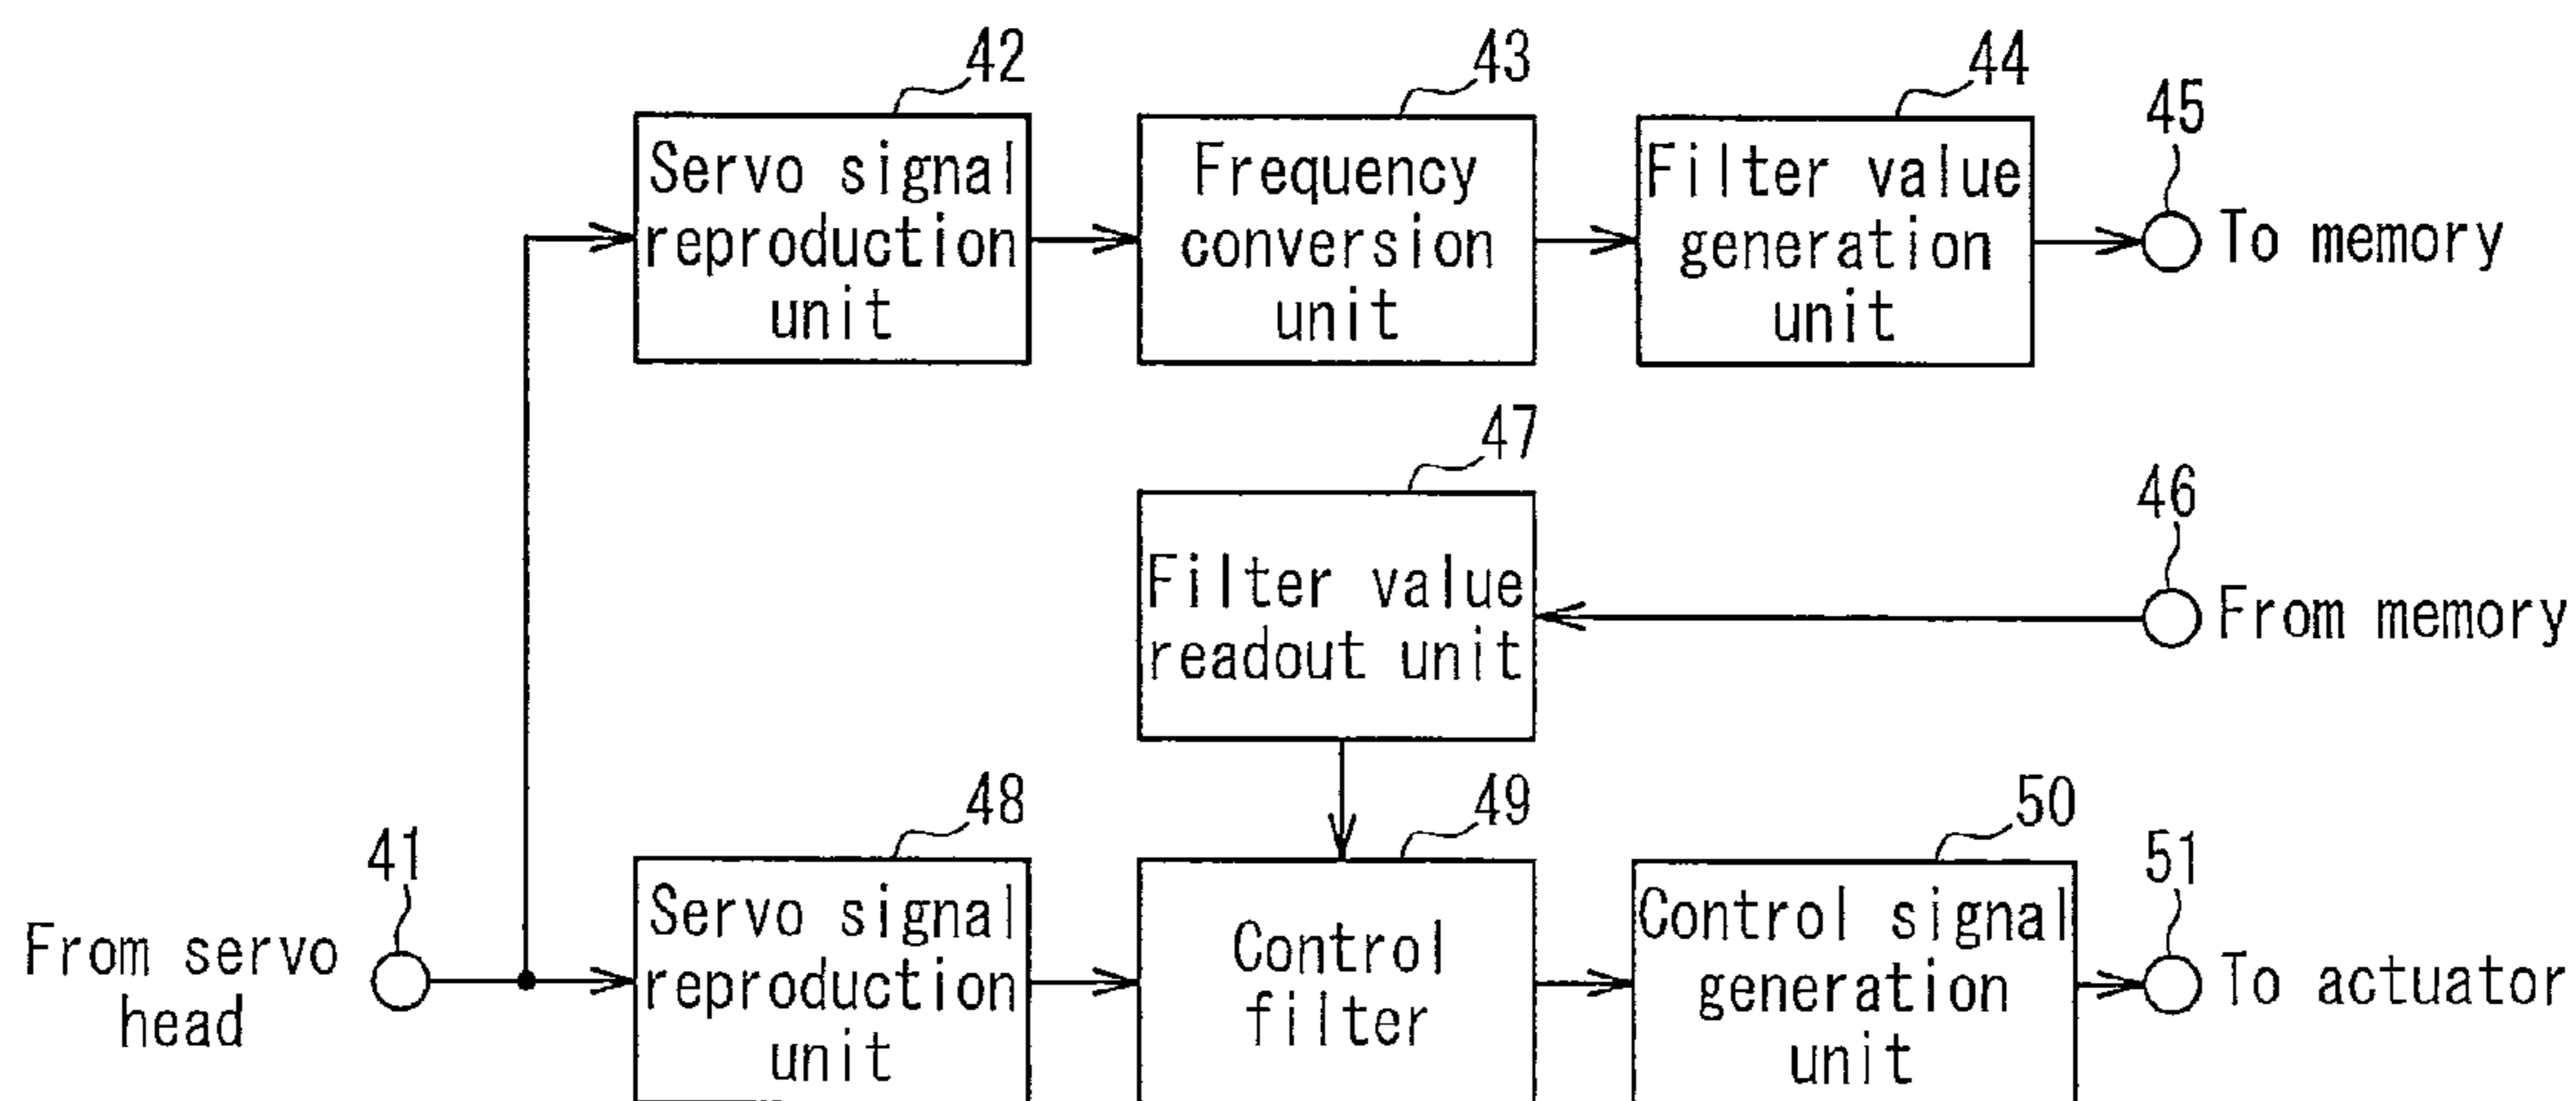 42
43
44
45
Servo signal
reproduction
unit
Frequency
conversion
unit
Filter value
generation
unit
To memory
47
46
Filter value
readout unit
From memory
48
49
50
51
41
From servo
head
Servo signal
reproduction
unit
Control
filter
Control signal
generation
unit
To actuator